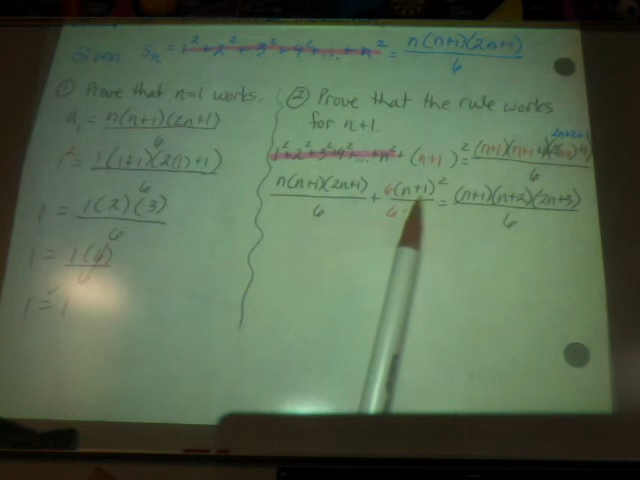 Given Sₙ = 1² + 2² + 3² + 4² + ... + n² = n(n+1)(2n+1)/6
① Prove that n=1 works.
a₁ = n(n+1)(2n+1)/6
1² = 1(1+1)(2(1)+1)/6
1 = 1(2)(3)/6
1 = 1(6)/6
1 = 1
② Prove that the rule works
for n+1.
2n+2+1
1² + 2² + 3² + 4² + ... + n² + (n+1)² = (n+1)(n+1+1)(2(n+1)+1)/6
n(n+1)(2n+1)/6 + 6·(n+1)²/6 = (n+1)(n+2)(2n+3)/6